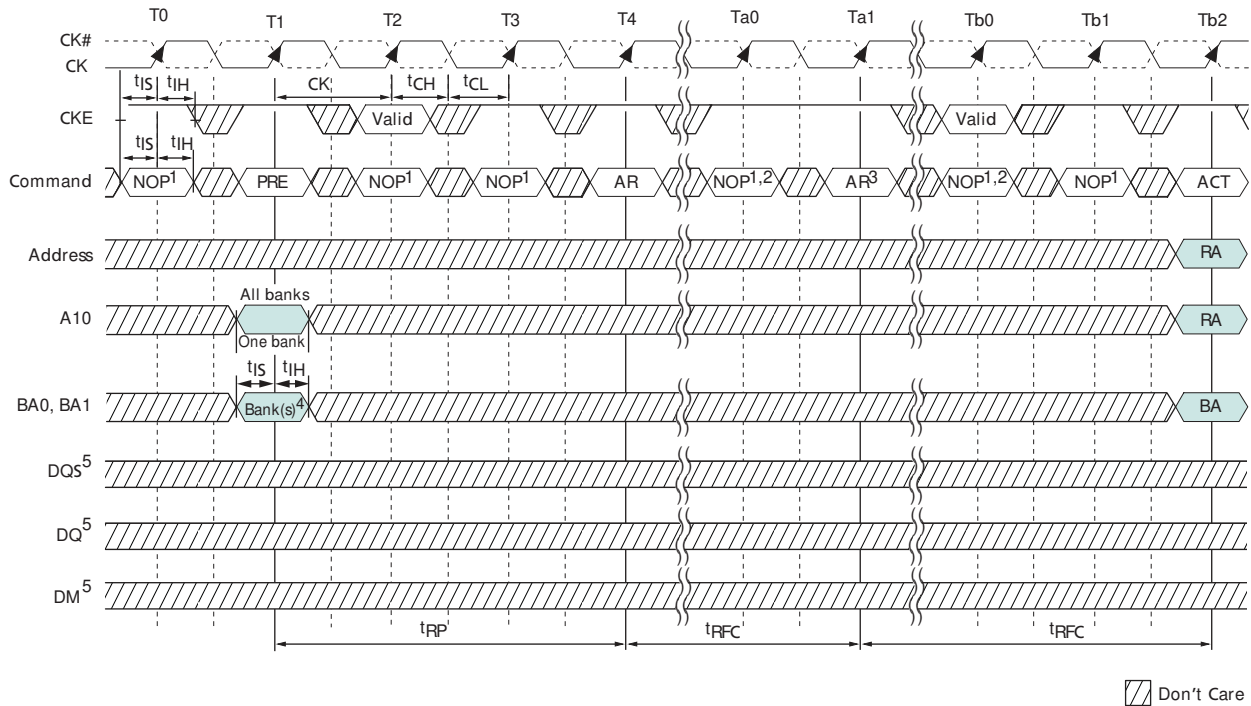 T0 T1 T2 T3 T4 Ta0 Ta1 Tb0 Tb1 Tb2
CK#
CK
tIS tIH CK tCH tCL
CKE Valid Valid
tIS tIH
Command NOP1 PRE NOP1 NOP1 AR NOP1,2 AR3 NOP1,2 NOP1 ACT
Address RA
All banks
A10 RA
One bank
tIS tIH
BA0, BA1 Bank(s)4 BA
DQS5
DQ5
DM5
tRP tRFC tRFC
Don't Care